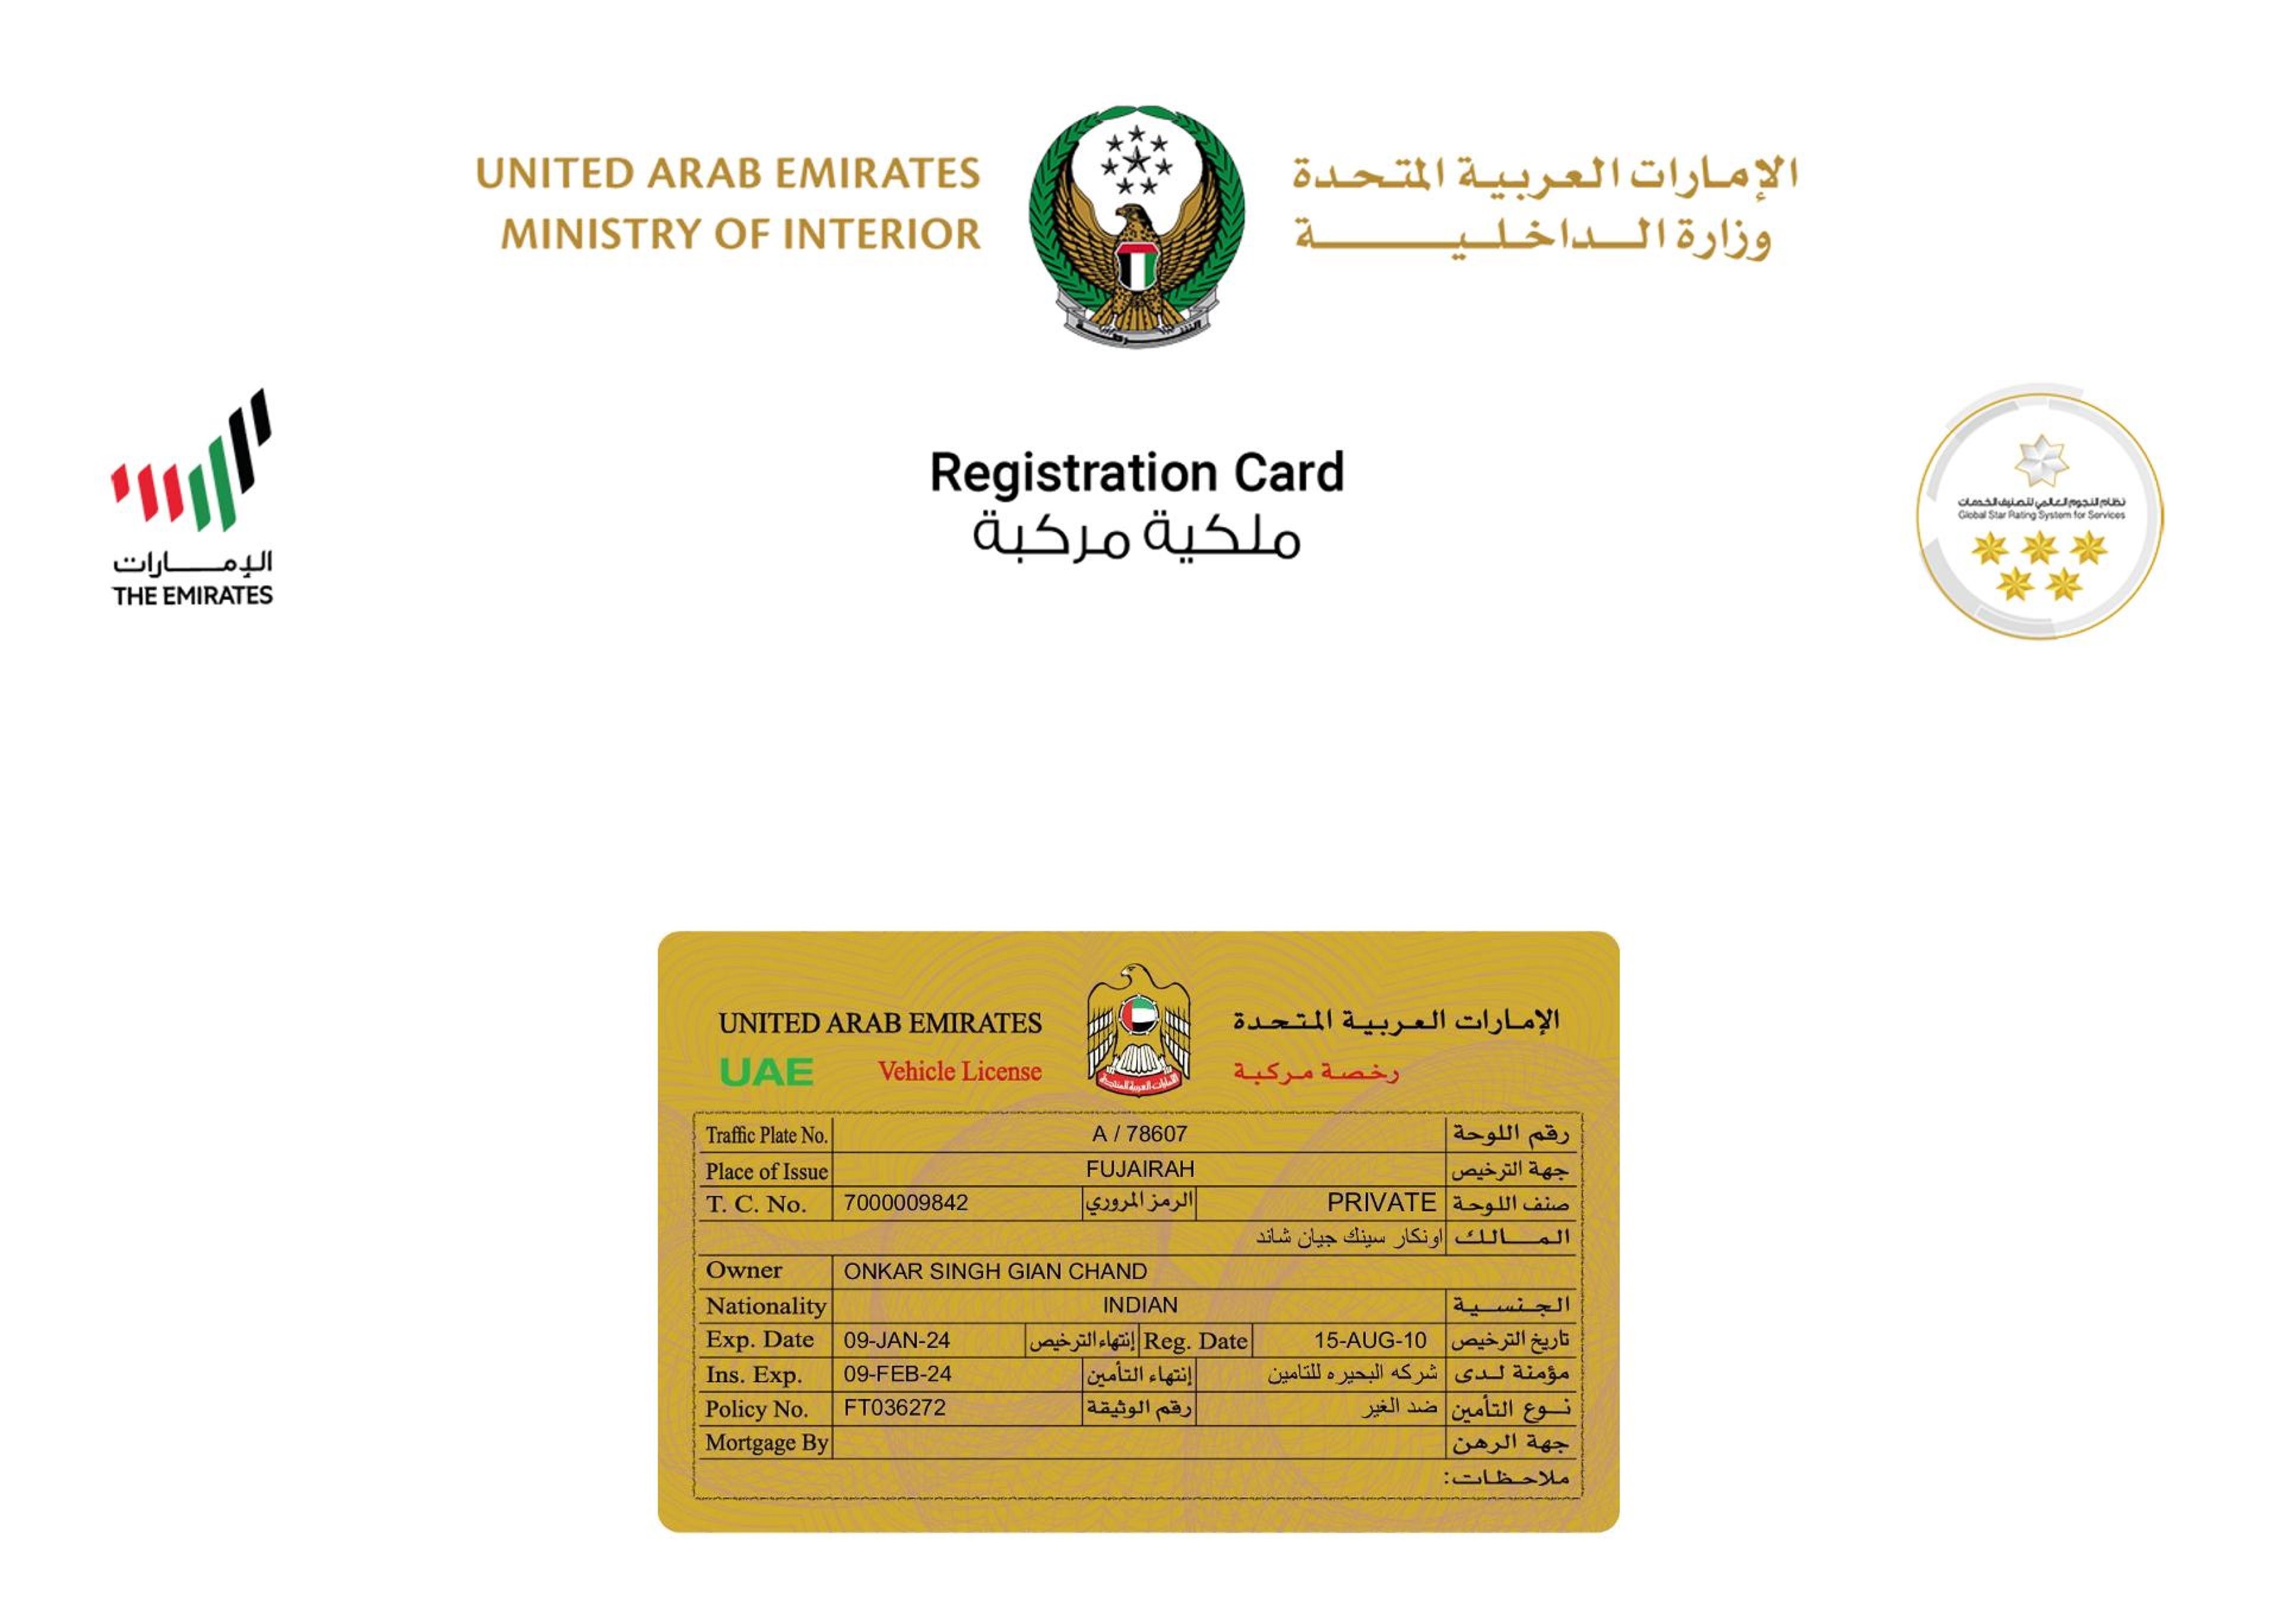 UNITED ARAB EMIRATES الإمارات العربية المتحدة
MINISTRY OF INTERIOR وزارة الداخلية
الشرطة
الإمارات
THE EMIRATES
Registration Card
ملكية مركبة
نظام النجوم العالمي لتصنيف الخدمات
Global Star Rating System for Services
UNITED ARAB EMIRATES الإمارات العربية المتحدة
UAE Vehicle License رخصة مركبة
الإمارات العربية المتحدة
Traffic Plate No. A / 78607 رقم اللوحة
Place of Issue FUJAIRAH جهة الترخيص
T. C. No. 7000009842 الرمز المروري PRIVATE صنف اللوحة
المالك اونكار سينك جيان شاند
Owner ONKAR SINGH GIAN CHAND
Nationality INDIAN الجنسية
Exp. Date 09-JAN-24 إنتهاء الترخيص Reg. Date 15-AUG-10 تاريخ الترخيص
Ins. Exp. 09-FEB-24 إنتهاء التأمين شركه البحيره للتامين مؤمنة لدى
Policy No. FT036272 رقم الوثيقة ضد الغير نوع التأمين
Mortgage By جهة الرهن
ملاحظات: